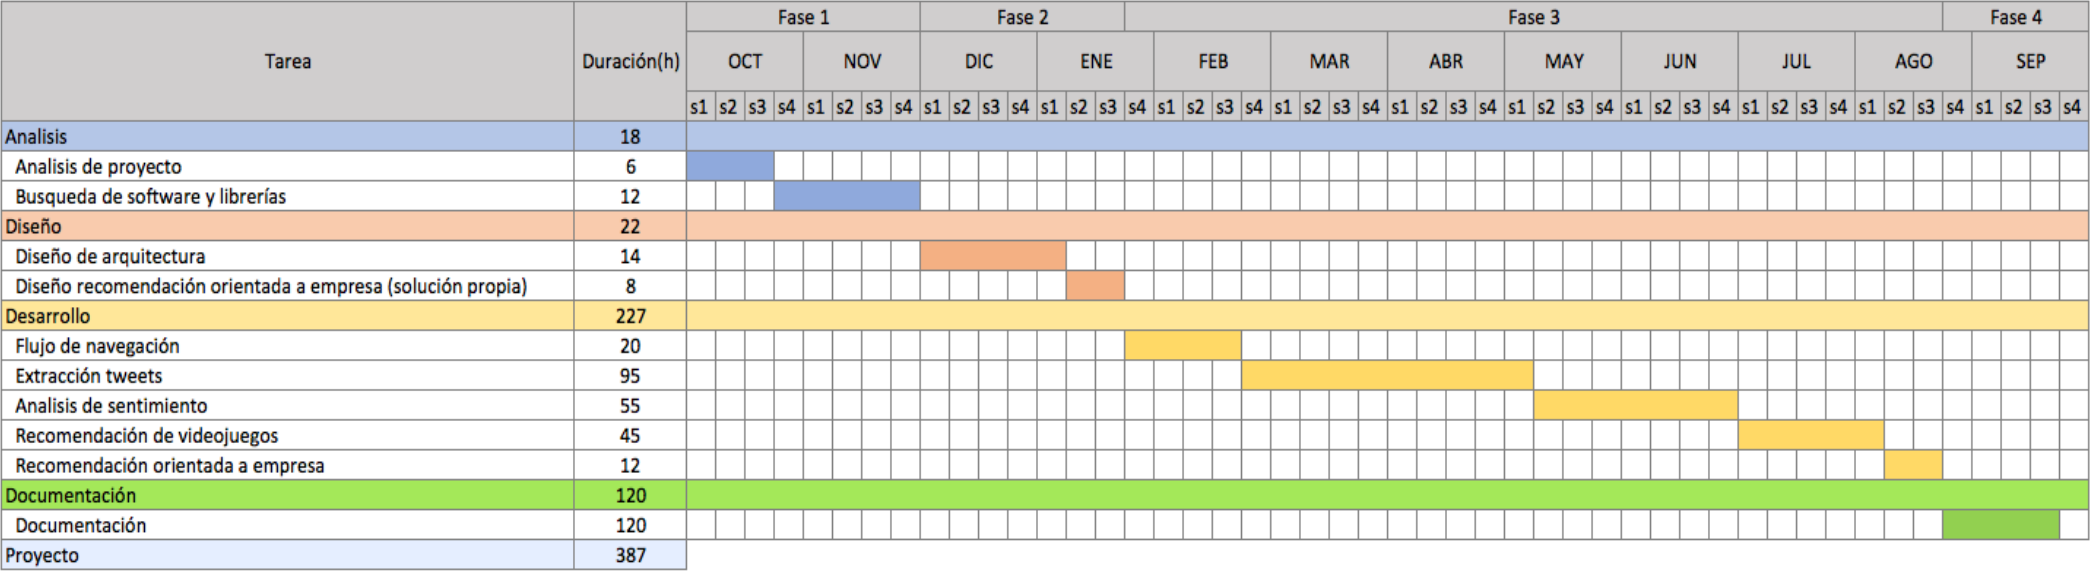 Fase 1 Fase 2 Fase 3 Fase 4
Tarea Duración(h) OCT NOV DIC ENE FEB MAR ABR MAY JUN JUL AGO SEP
s1 s2 s3 s4 s1 s2 s3 s4 s1 s2 s3 s4 s1 s2 s3 s4 s1 s2 s3 s4 s1 s2 s3 s4 s1 s2 s3 s4 s1 s2 s3 s4 s1 s2 s3 s4 s1 s2 s3 s4 s1 s2 s3 s4 s1 s2 s3 s4
Analisis 18
Analisis de proyecto 6
Busqueda de software y librerías 12
Diseño 22
Diseño de arquitectura 14
Diseño recomendación orientada a empresa (solución propia) 8
Desarrollo 227
Flujo de navegación 20
Extracción tweets 95
Analisis de sentimiento 55
Recomendación de videojuegos 45
Recomendación orientada a empresa 12
Documentación 120
Documentación 120
Proyecto 387